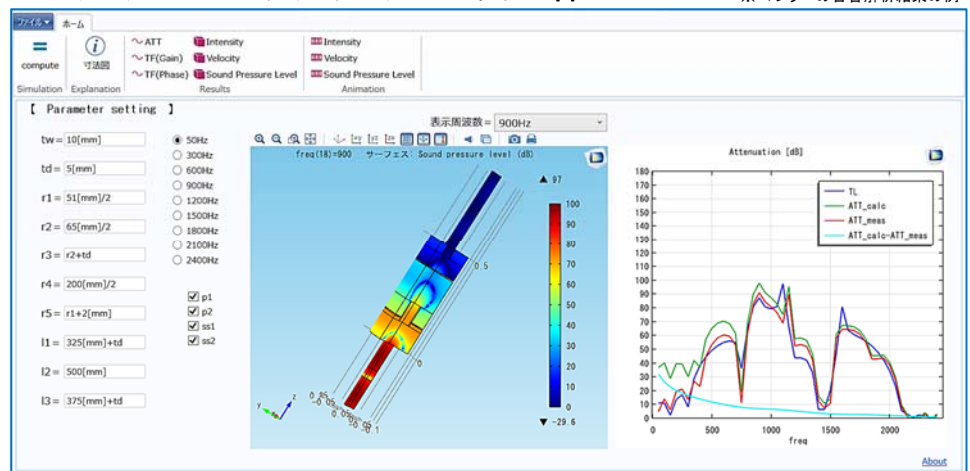 ファイル▼ ホーム
compute
寸法図
ATT
TF(Gain)
TF(Phase)
Intensity
Velocity
Sound Pressure Level
Intensity
Velocity
Sound Pressure Level
Simulation Explanation Results Animation
【 Parameter setting 】
表示周波数= 900Hz
tw= 10[mm]
td= 5[mm]
r1= 51[mm]/2
r2= 65[mm]/2
r3= r2+td
r4= 200[mm]/2
r5= r1+2[mm]
l1= 325[mm]+td
l2= 500[mm]
l3= 375[mm]+td
50Hz
300Hz
600Hz
900Hz
1200Hz
1500Hz
1800Hz
2100Hz
2400Hz
p1
p2
ss1
ss2
freq(18)=900 サーフェス: Sound pressure level (dB)
▲ 97
100
90
80
70
60
50
40
30
20
10
0
▼ -29.6
0.5
0
y z x
Attenuation [dB]
TL
ATT_calc
ATT_meas
ATT_calc-ATT_meas
180
170
160
150
140
130
120
110
100
90
80
70
60
50
40
30
20
10
0
0 500 1000 1500 2000
freq
About